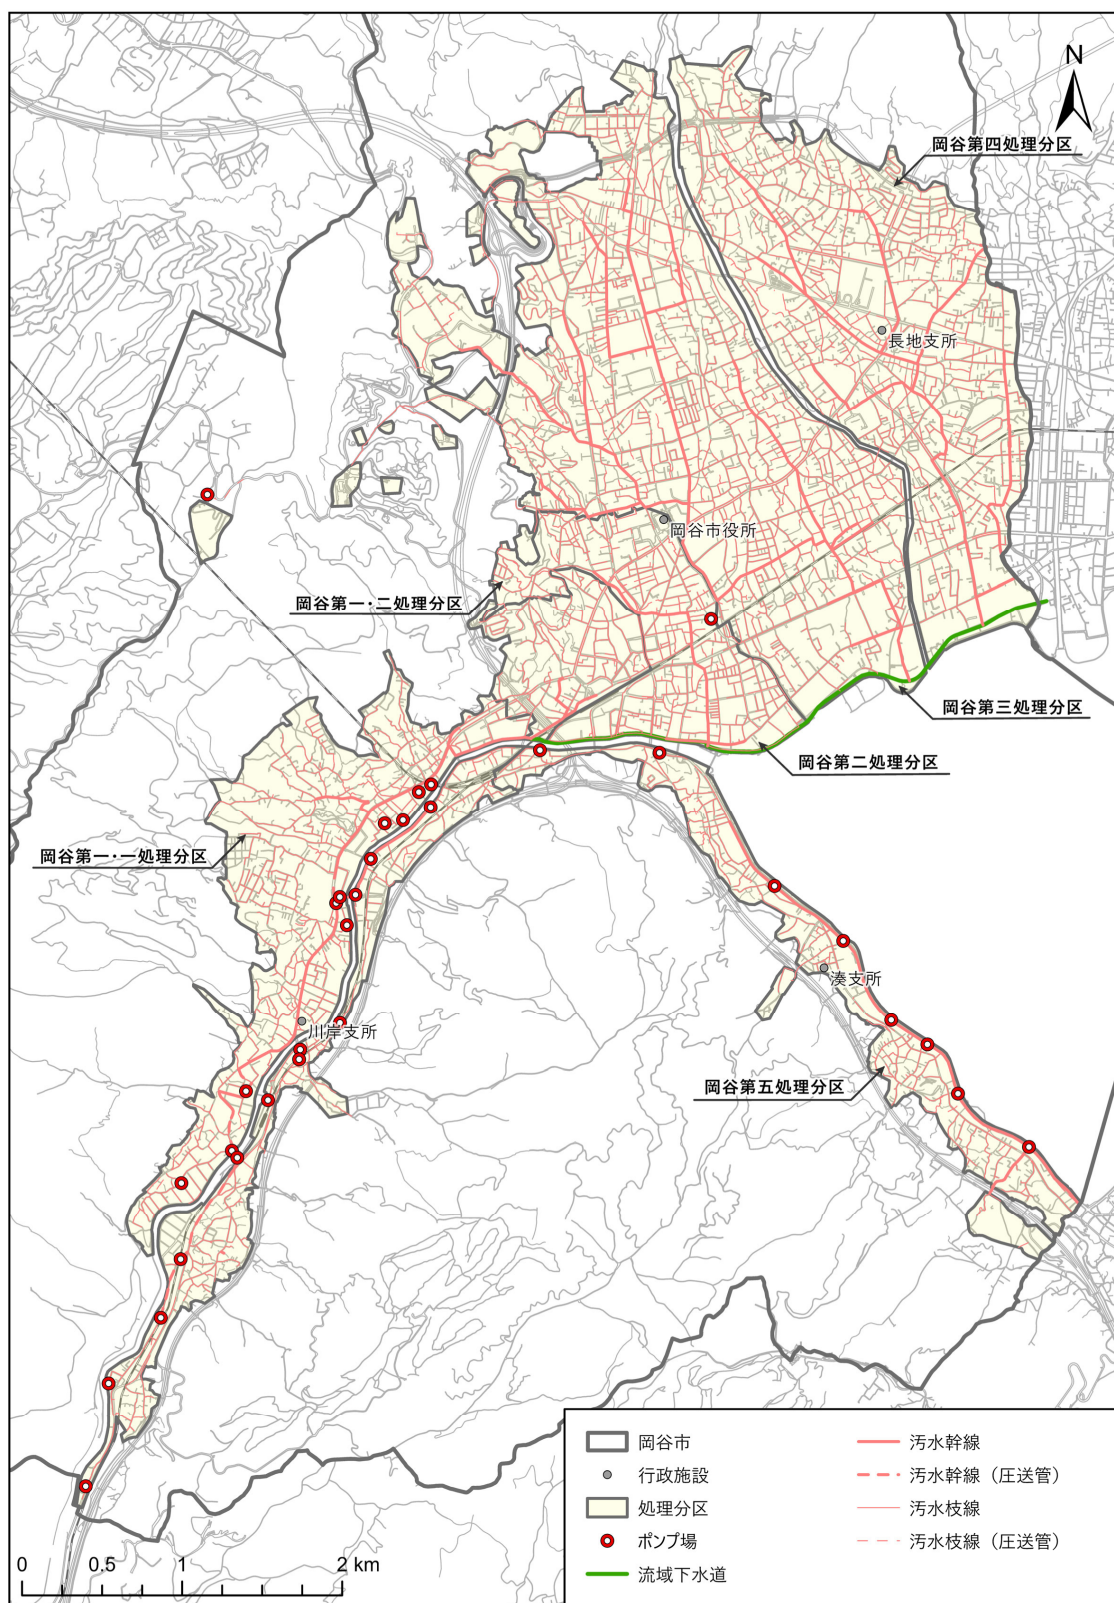 N
岡谷第四処理分区
長地支所
岡谷市役所
岡谷第一・二処理分区
岡谷第三処理分区
岡谷第二処理分区
岡谷第一・一処理分区
湊支所
川岸支所
岡谷第五処理分区
岡谷市
行政施設
処理分区
ポンプ場
流域下水道
汚水幹線
汚水幹線（圧送管）
汚水枝線
汚水枝線（圧送管）
0 0.5 1 2 km